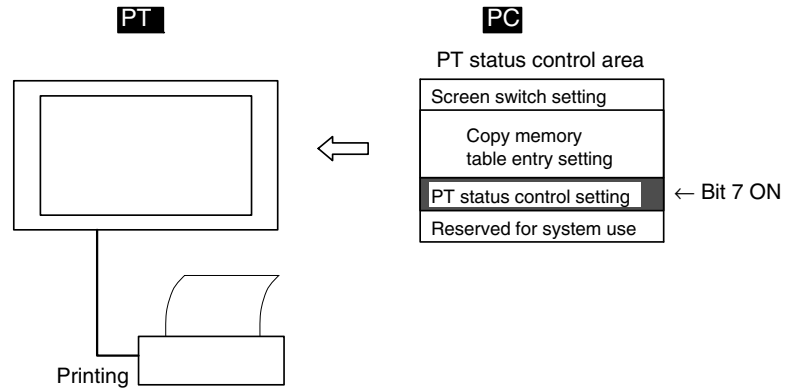 PT
PC
PT status control area
Screen switch setting
Copy memory
table entry setting
PT status control setting
← Bit 7 ON
Reserved for system use
Printing